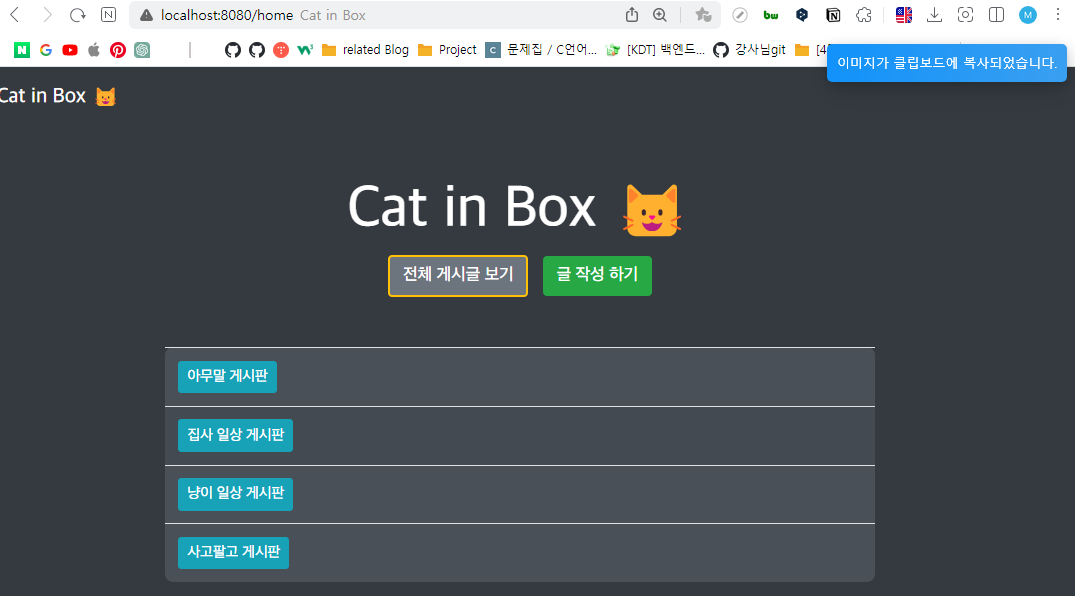 localhost:8080/home Cat in Box
related Blog Project 문제집 / C언어... [KDT] 백엔드... 강사님git [4
이미지가 클립보드에 복사되었습니다.
Cat in Box
Cat in Box
전체 게시글 보기 글 작성 하기
아무말 게시판
집사 일상 게시판
냥이 일상 게시판
사고팔고 게시판